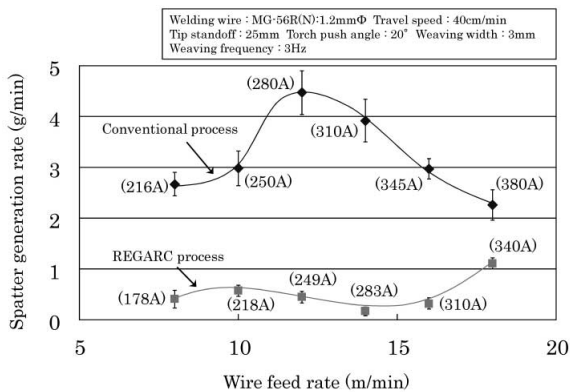 Welding wire : MG-56R(N):1.2mmΦ Travel speed : 40cm/min
Tip standoff : 25mm Torch push angle : 20° Weaving width : 3mm
Weaving frequency : 3Hz
Spatter generation rate (g/min)
5
4
3
2
1
0
(280A)
Conventional process
(310A)
(216A)
(250A)
(345A)
(380A)
REGARC process
(340A)
(249A)
(283A)
(178A)
(218A)
(310A)
5
10
15
20
Wire feed rate (m/min)